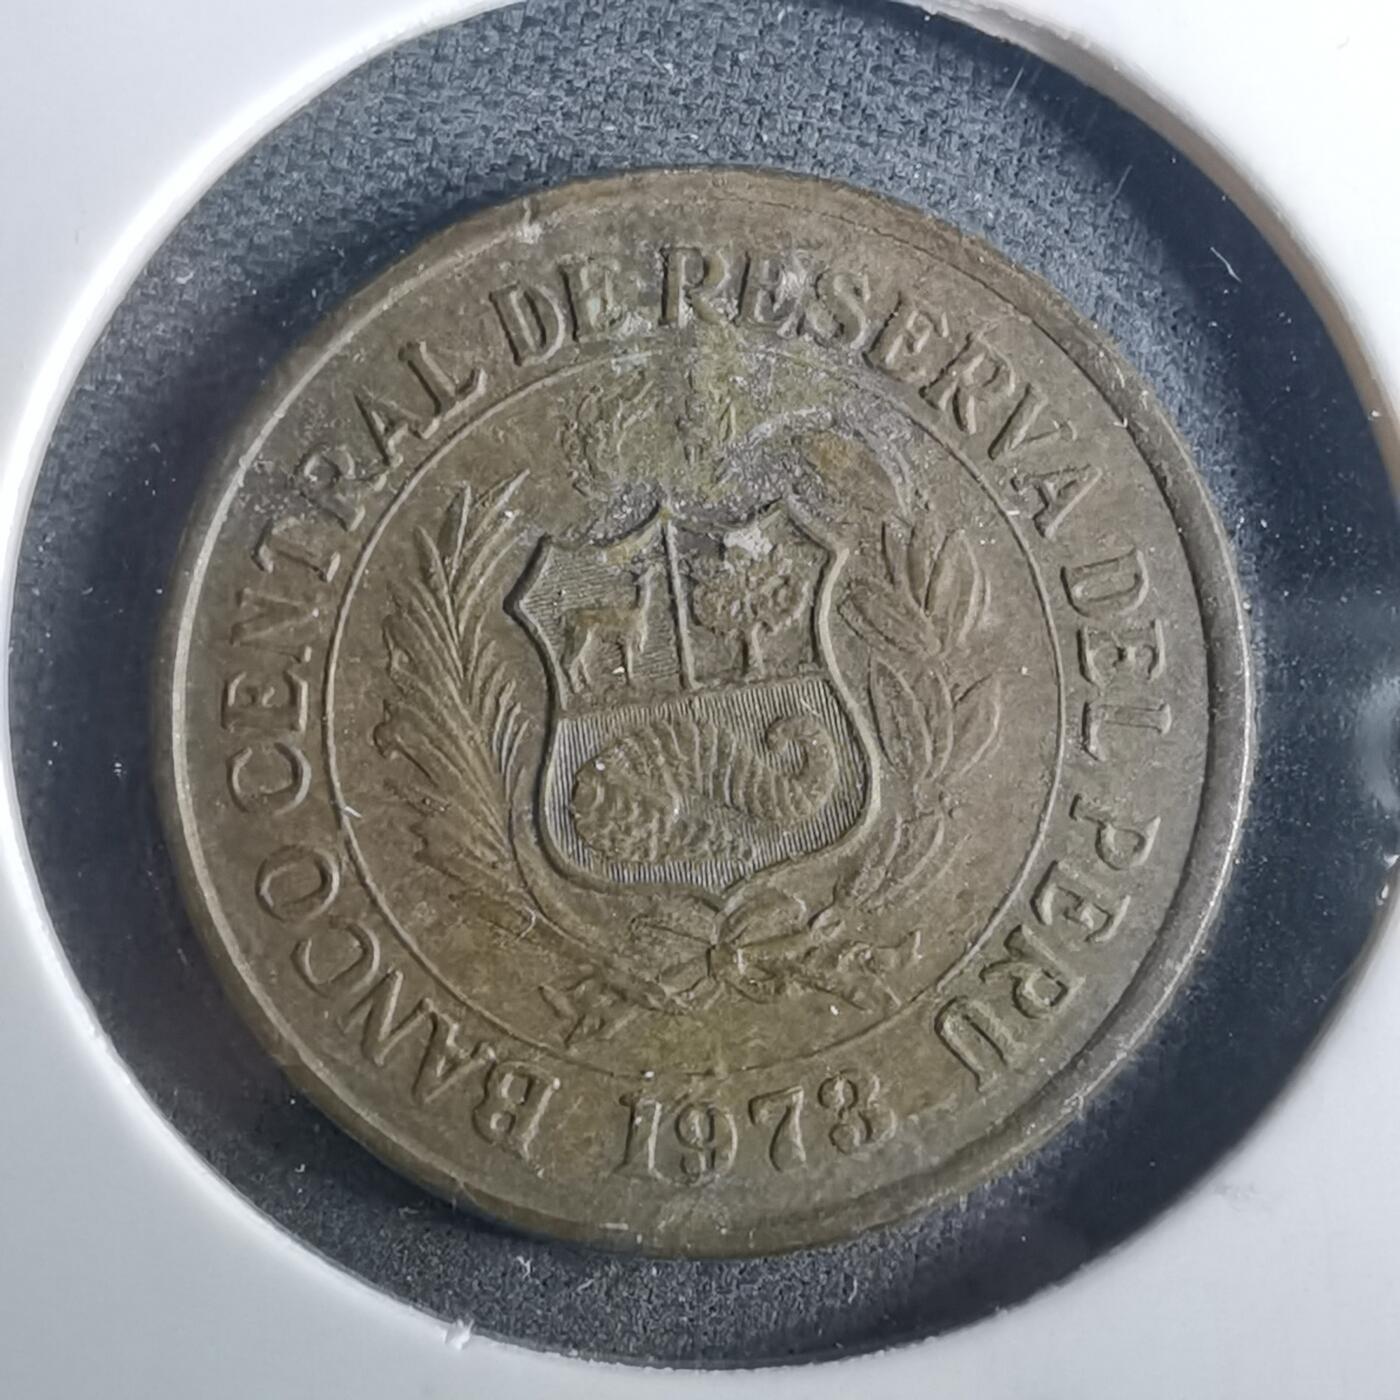 BANCO CENTRAL DE RESERVA DEL PERU
1973